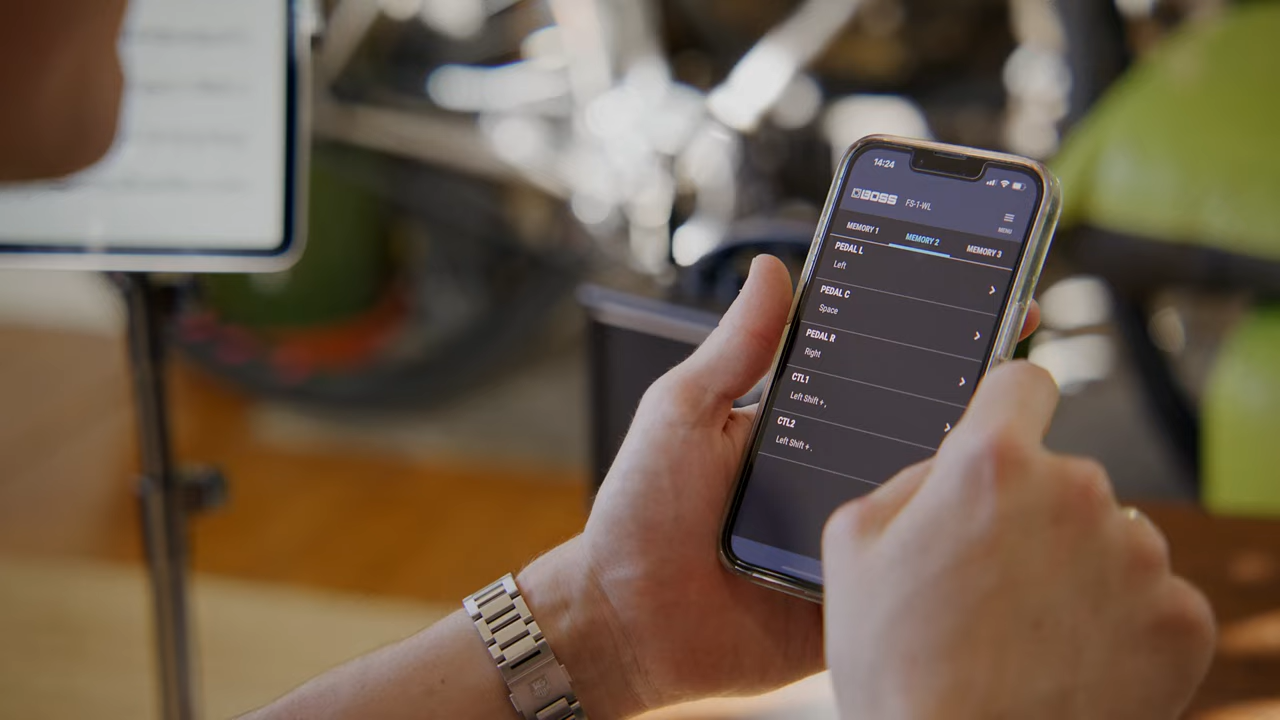 14:24
BOSS FS-1-WL
MENU
MEMORY 1 MEMORY 2 MEMORY 3
PEDAL L
Left
PEDAL C
Space
PEDAL R
Right
CTL1
Left Shift + ,
CTL2
Left Shift + .